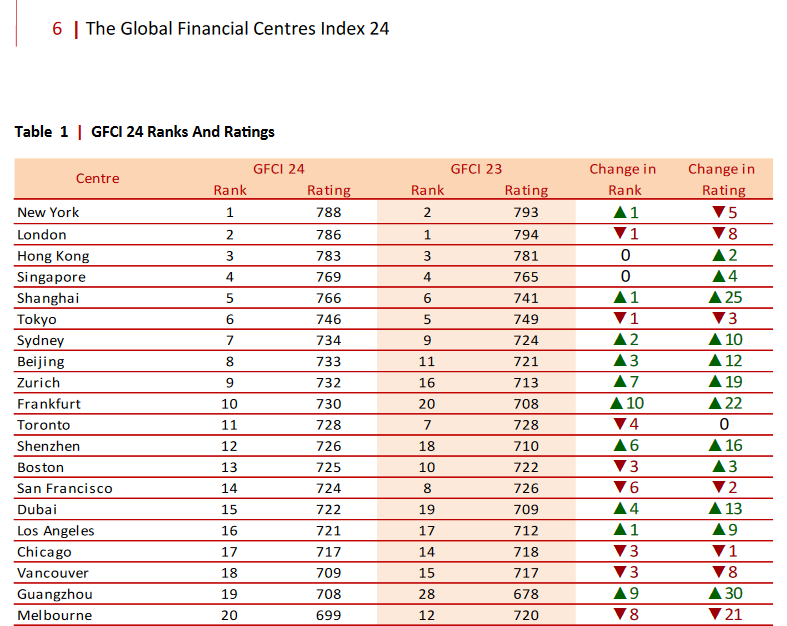 6 | The Global Financial Centres Index 24
Table 1 | GFCI 24 Ranks And Ratings
Centre GFCI 24 GFCI 23 Change in Change in
Rank Rating Rank Rating Rank Rating
New York 1 788 2 793 ▲1 ▼5
London 2 786 1 794 ▼1 ▼8
Hong Kong 3 783 3 781 0 ▲2
Singapore 4 769 4 765 0 ▲4
Shanghai 5 766 6 741 ▲1 ▲25
Tokyo 6 746 5 749 ▼1 ▼3
Sydney 7 734 9 724 ▲2 ▲10
Beijing 8 733 11 721 ▲3 ▲12
Zurich 9 732 16 713 ▲7 ▲19
Frankfurt 10 730 20 708 ▲10 ▲22
Toronto 11 728 7 728 ▼4 0
Shenzhen 12 726 18 710 ▲6 ▲16
Boston 13 725 10 722 ▼3 ▲3
San Francisco 14 724 8 726 ▼6 ▼2
Dubai 15 722 19 709 ▲4 ▲13
Los Angeles 16 721 17 712 ▲1 ▲9
Chicago 17 717 14 718 ▼3 ▼1
Vancouver 18 709 15 717 ▼3 ▼8
Guangzhou 19 708 28 678 ▲9 ▲30
Melbourne 20 699 12 720 ▼8 ▼21